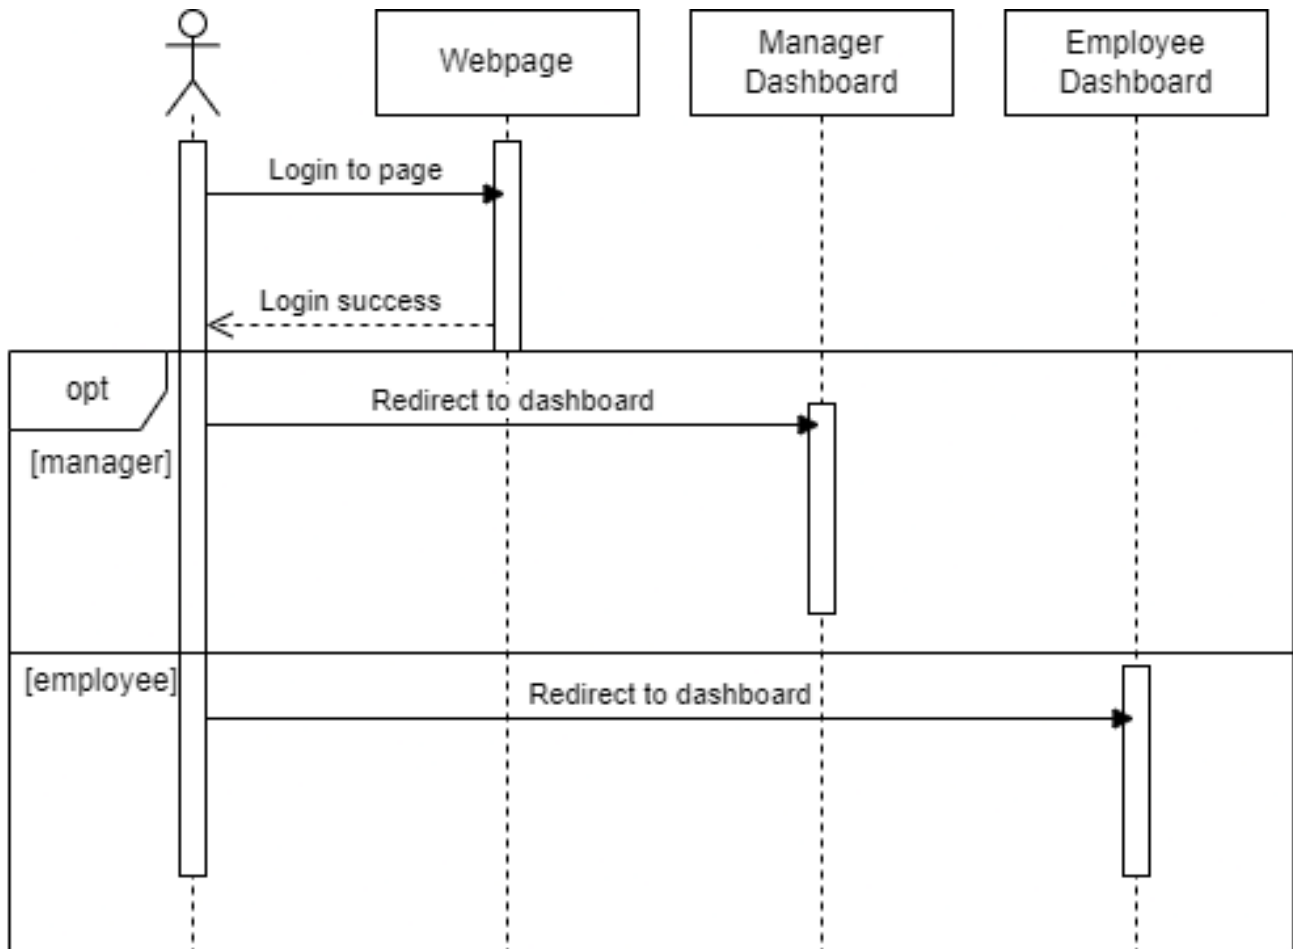 Webpage
Manager
Dashboard
Employee
Dashboard
Login to page
Login success
opt
Redirect to dashboard
[manager]
[employee]
Redirect to dashboard